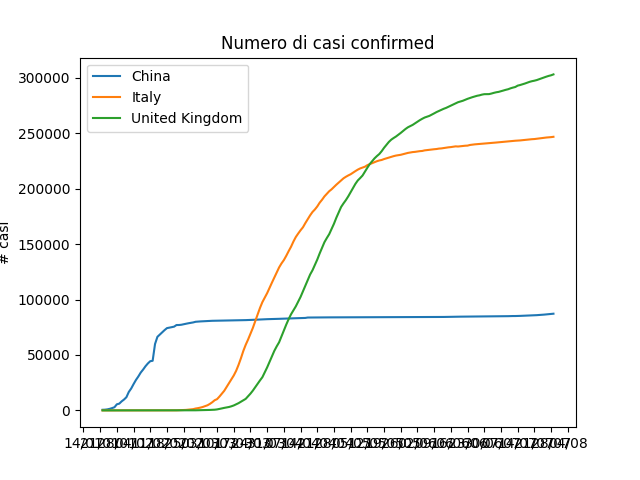 Numero di casi confirmed
China
Italy
United Kingdom
300000
250000
200000
150000
100000
50000
0
# casi